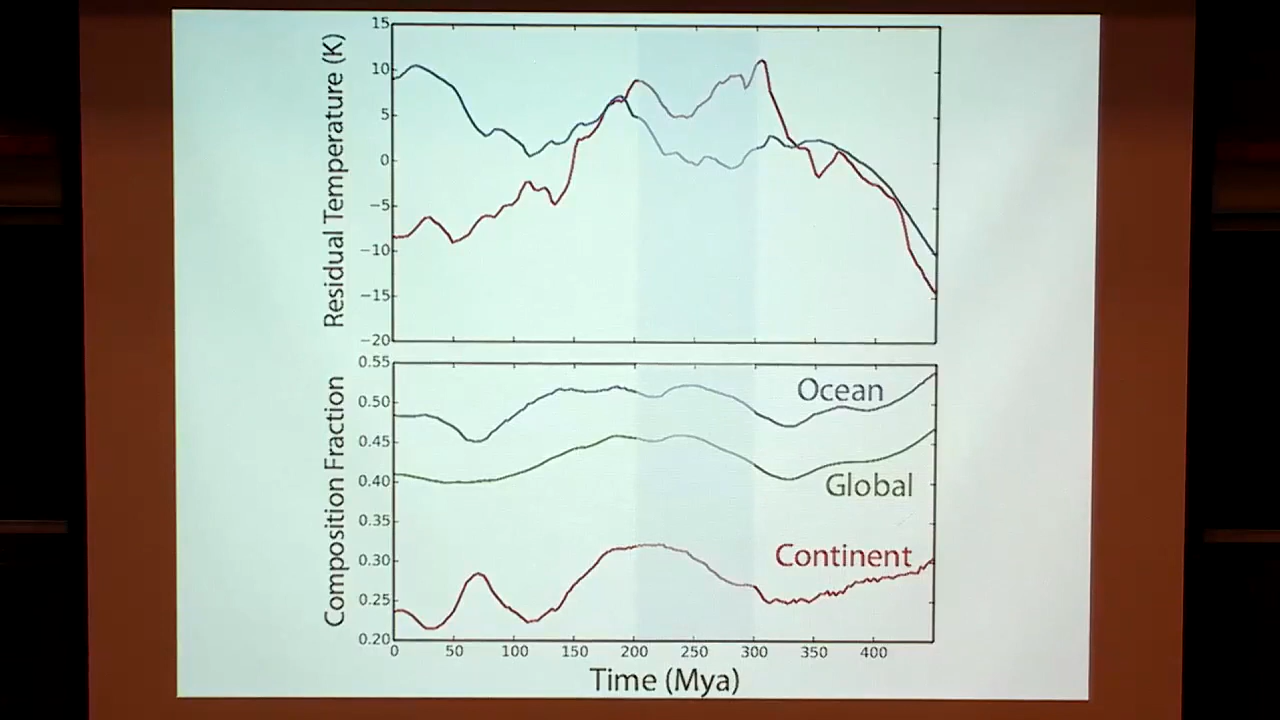 Residual Temperature (K)
15
10
5
0
−5
−10
−15
−20
Composition Fraction
0.55
0.50
0.45
0.40
0.35
0.30
0.25
0.20
Ocean
Global
Continent
0 50 100 150 200 250 300 350 400
Time (Mya)